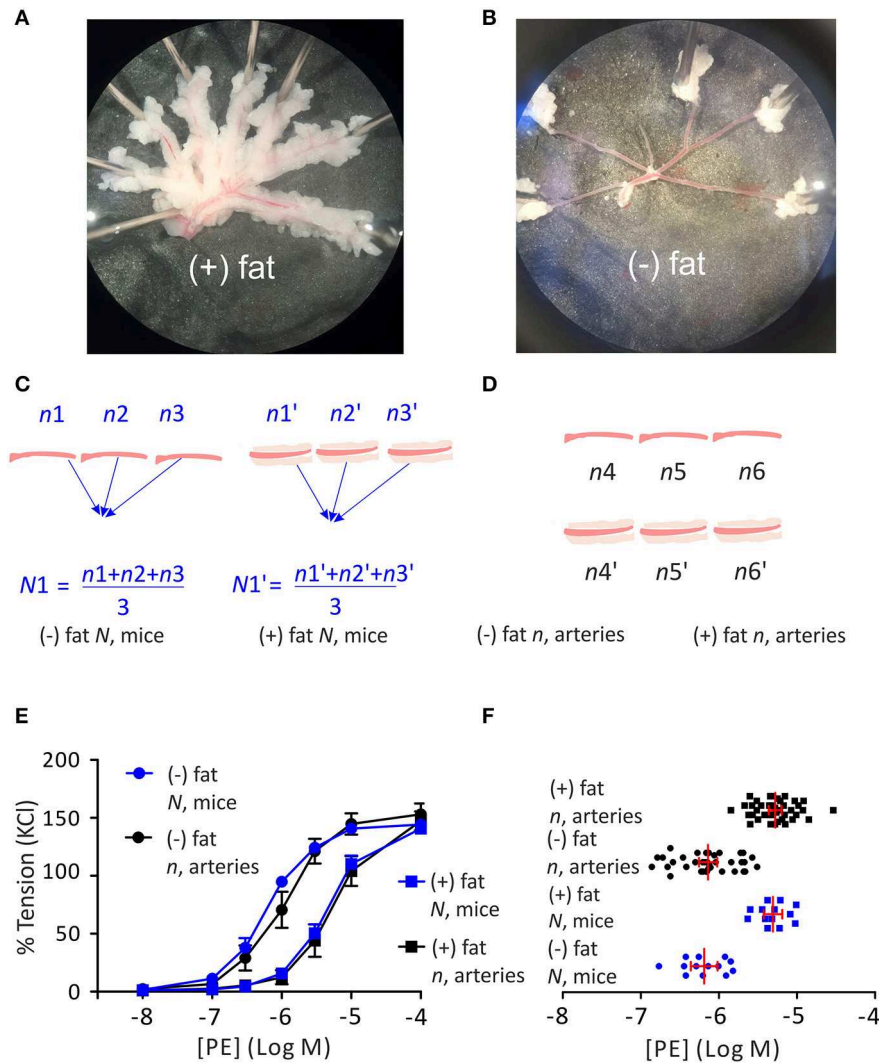 A
B
(+) fat
(-) fat
C
D
n1 n2 n3
n1' n2' n3'
N1 = n1+n2+n3
3
N1'= n1'+n2'+n3'
3
(-) fat N, mice
(+) fat N, mice
n4 n5 n6
n4' n5' n6'
(-) fat n, arteries
(+) fat n, arteries
E
% Tension (KCl)
200
150
100
50
0
-8 -7 -6 -5 -4
[PE] (Log M)
(-) fat
N, mice
(-) fat
n, arteries
(+) fat
N, mice
(+) fat
n, arteries
F
(+) fat
n, arteries
(-) fat
n, arteries
(+) fat
N, mice
(-) fat
N, mice
-8 -7 -6 -5 -4
[PE] (Log M)